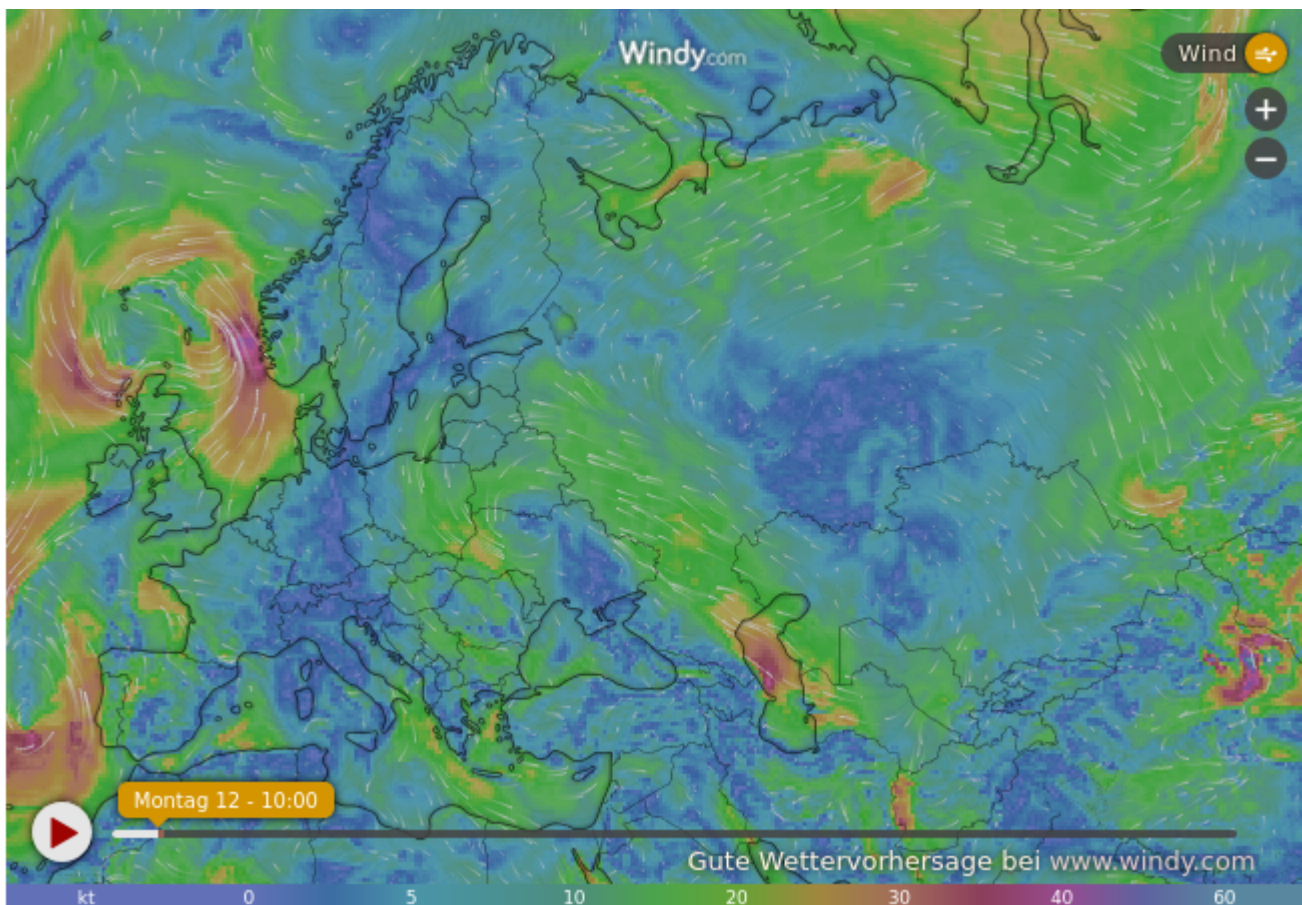 Windy.com
Wind
+
−
Montag 12 - 10:00
Gute Wettervorhersage bei www.windy.com
kt 0 5 10 20 30 40 60